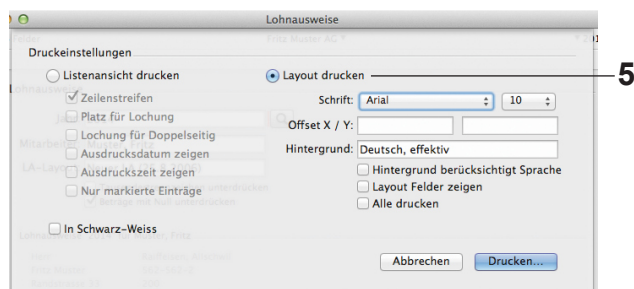 Lohnausweise
Druckeinstellungen
Listenansicht drucken
Zeilenstreifen
Platz für Lochung
Lochung für Doppelseitig
Ausdrucksdatum zeigen
Ausdruckszeit zeigen
Nur markierte Einträge
In Schwarz-Weiss
Layout drucken
5
Schrift: Arial 10
Offset X / Y:
Hintergrund: Deutsch, effektiv
Hintergrund berücksichtigt Sprache
Layout Felder zeigen
Alle drucken
Abbrechen Drucken...